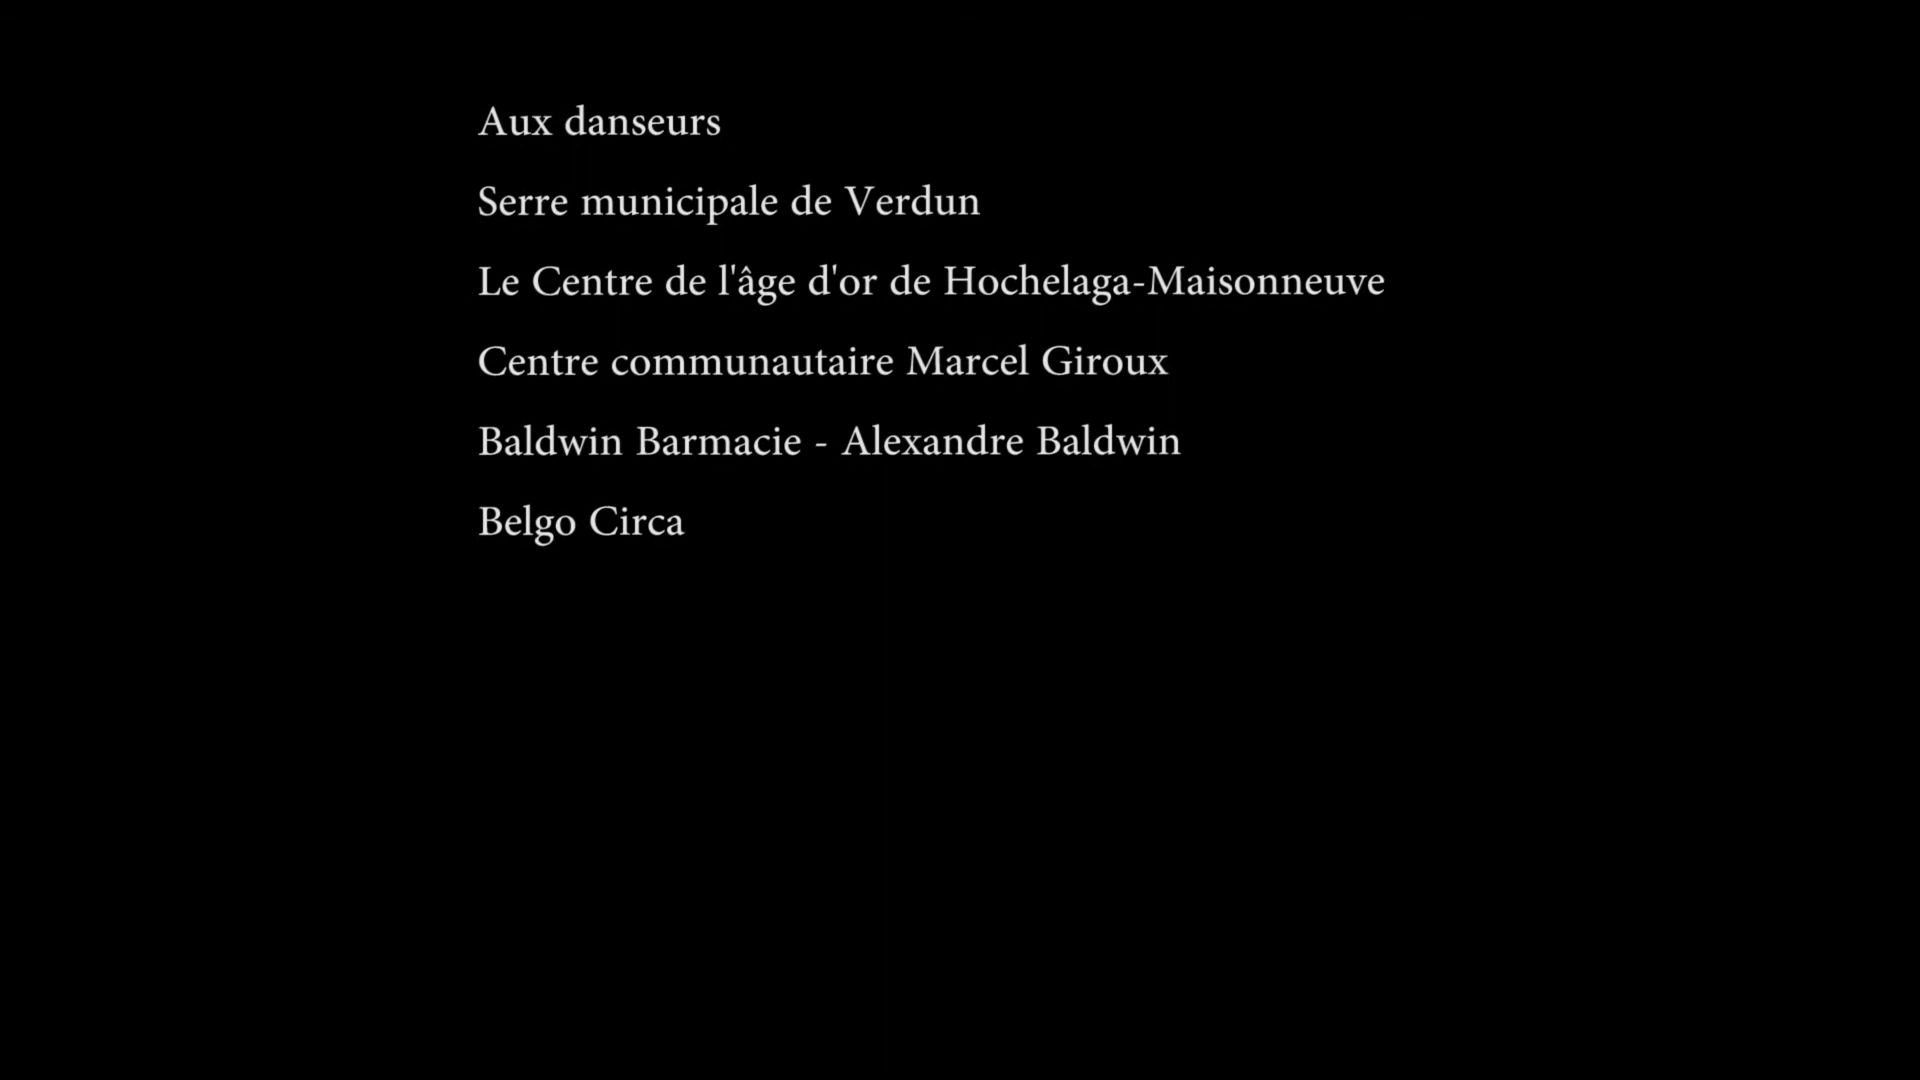 Aux danseurs
Serre municipale de Verdun
Le Centre de l'âge d'or de Hochelaga-Maisonneuve
Centre communautaire Marcel Giroux
Baldwin Barmacie - Alexandre Baldwin
Belgo Circa